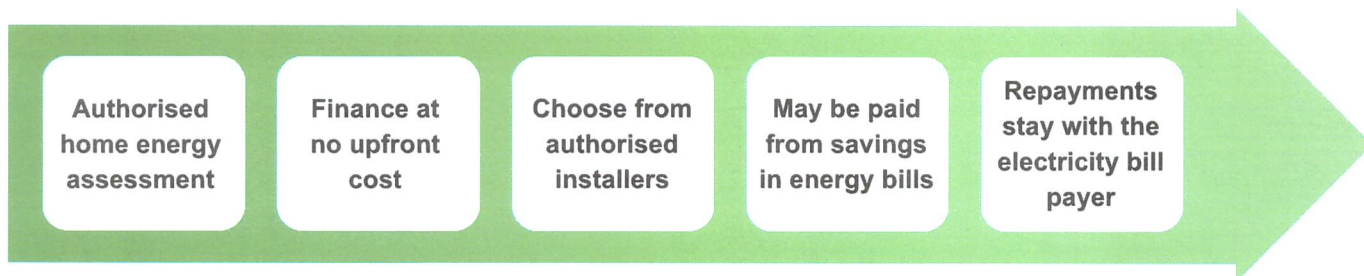 Authorised
home energy
assessment
Finance at
no upfront
cost
Choose from
authorised
installers
May be paid
from savings
in energy bills
Repayments
stay with the
electricity bill
payer